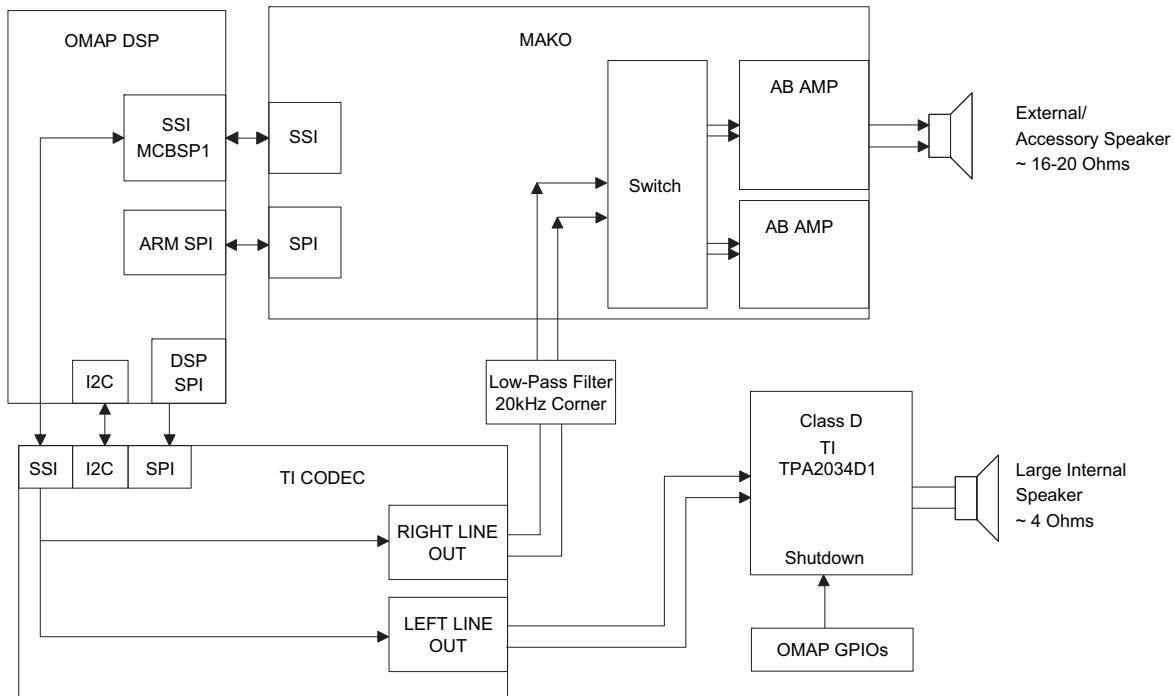 OMAP DSP
MAKO
SSI
MCBSP1
SSI
ARM SPI
SPI
DSP
SPI
I2C
Switch
AB AMP
AB AMP
External/
Accessory Speaker
~ 16-20 Ohms
Low-Pass Filter
20kHz Corner
SSI
I2C
SPI
TI CODEC
RIGHT LINE
OUT
LEFT LINE
OUT
Class D
TI
TPA2034D1
Shutdown
OMAP GPIOs
Large Internal
Speaker
~ 4 Ohms